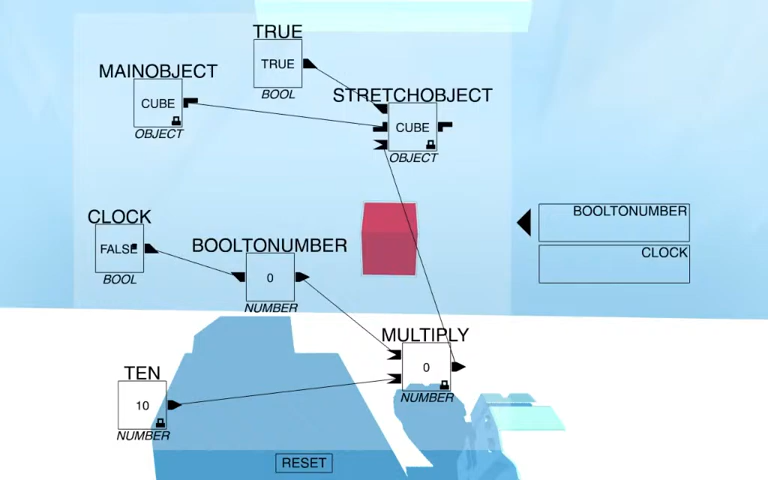 TRUE
TRUE
BOOL
MAINOBJECT
CUBE
OBJECT
STRETCHOBJECT
CUBE
OBJECT
CLOCK
FALSE
BOOL
BOOLTONUMBER
0
NUMBER
BOOLTONUMBER
CLOCK
MULTIPLY
0
NUMBER
TEN
10
NUMBER
RESET